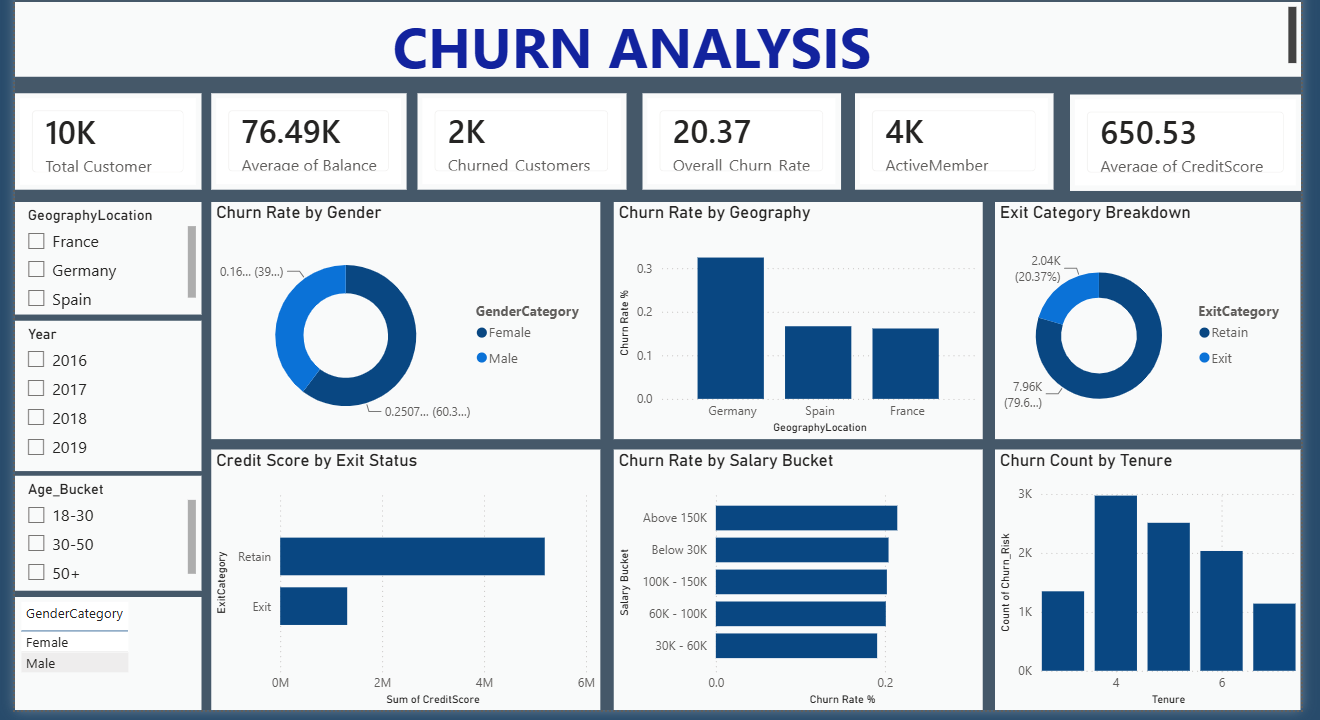 CHURN ANALYSIS
10K
Total Customer
76.49K
Average of Balance
2K
Churned Customers
20.37
Overall Churn Rate
4K
ActiveMember
650.53
Average of CreditScore
GeographyLocation
France
Germany
Spain
Year
2016
2017
2018
2019
Age_Bucket
18-30
30-50
50+
GenderCategory
Female
Male
Churn Rate by Gender
0.16... (39...)
0.2507... (60.3...)
GenderCategory
Female
Male
Churn Rate by Geography
Churn Rate %
0.3
0.2
0.1
0.0
Germany
Spain
France
GeographyLocation
Exit Category Breakdown
2.04K
(20.37%)
7.96K
(79.6...)
ExitCategory
Retain
Exit
Credit Score by Exit Status
ExitCategory
Retain
Exit
0M
2M
4M
6M
Sum of CreditScore
Churn Rate by Salary Bucket
Salary Bucket
Above 150K
Below 30K
100K - 150K
60K - 100K
30K - 60K
0.0
0.2
Churn Rate %
Churn Count by Tenure
Count of Churn_Risk
3K
2K
1K
0K
4
6
Tenure